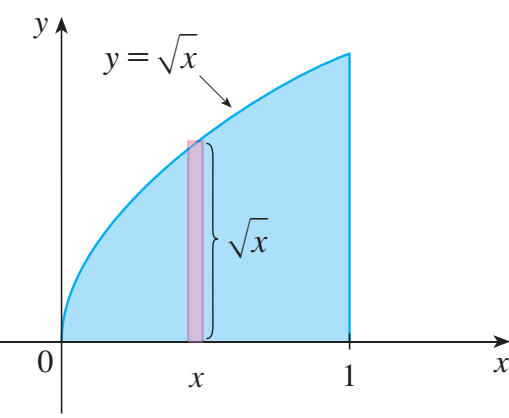 y
y = √x
√x
0
x
1
x